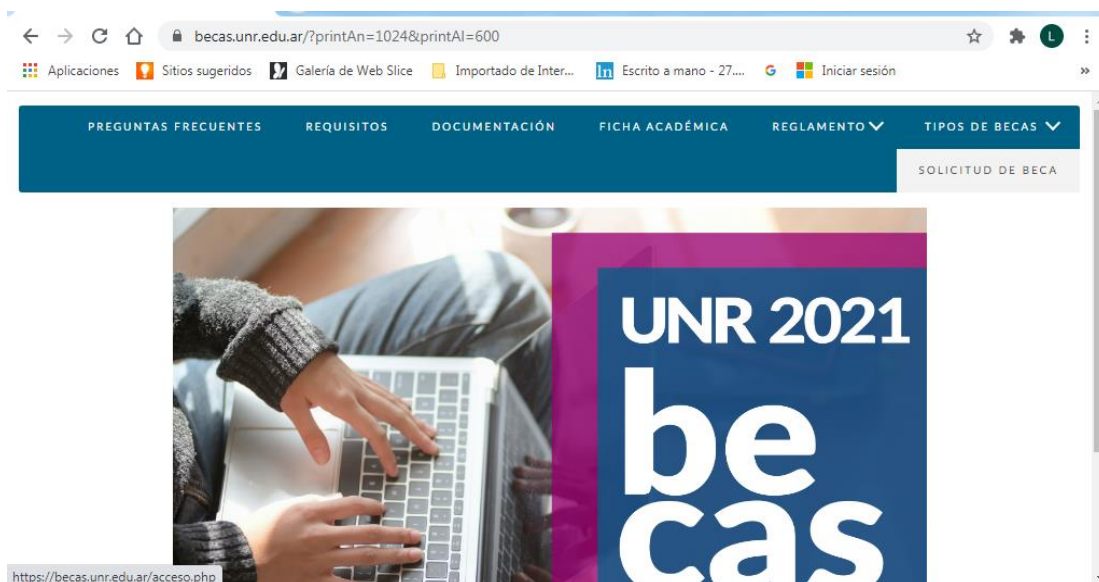 becas.unr.edu.ar/?printAn=1024&printAl=600
L
Aplicaciones Sitios sugeridos Galería de Web Slice Importado de Inter... In Escrito a mano - 27.... G Iniciar sesión »
PREGUNTAS FRECUENTES REQUISITOS DOCUMENTACIÓN FICHA ACADÉMICA REGLAMENTO TIPOS DE BECAS
SOLICITUD DE BECA
UNR 2021
be
cas
https://becas.unr.edu.ar/acceso.php